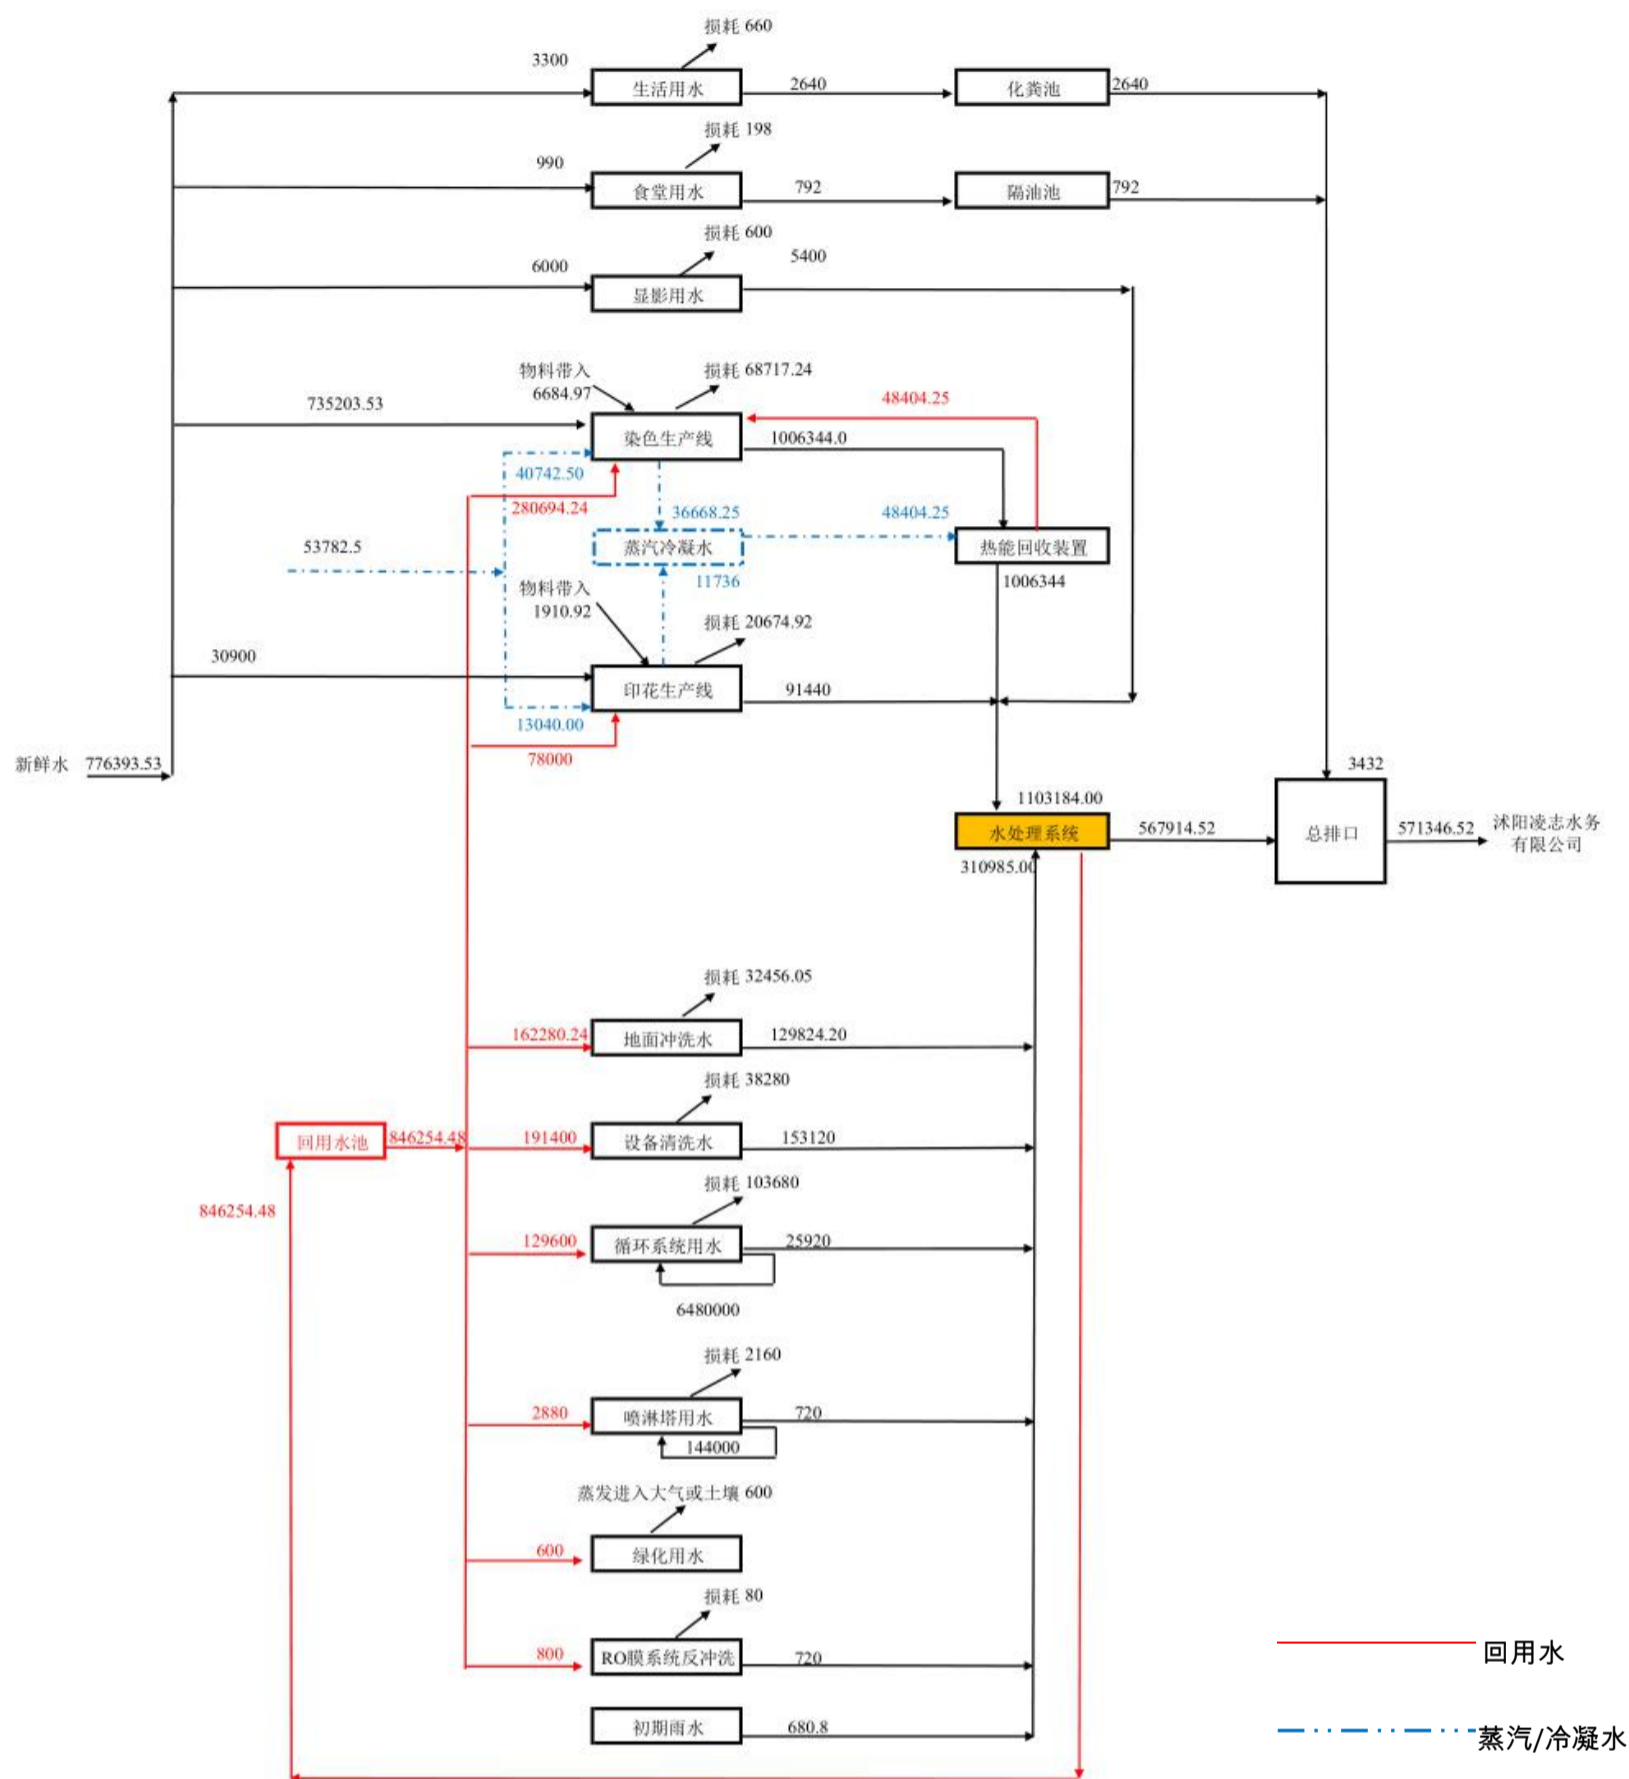 损耗 660
3300
生活用水
2640
化粪池
2640
损耗 198
990
食堂用水
792
隔油池
792
损耗 600
6000
显影用水
5400
物料带入
6684.97
损耗 68717.24
735203.53
染色生产线
48404.25
1006344.0
40742.50
280694.24
36668.25
48404.25
53782.5
蒸汽冷凝水
热能回收装置
11736
1006344
物料带入
1910.92
损耗 20674.92
30900
印花生产线
91440
13040.00
78000
新鲜水
776393.53
3432
1103184.00
水处理系统
567914.52
总排口
571346.52
沭阳凌志水务
有限公司
310985.00
损耗 32456.05
162280.24
地面冲洗水
129824.20
损耗 38280
回用水池
846254.48
191400
设备清洗水
153120
损耗 103680
846254.48
129600
循环系统用水
25920
6480000
损耗 2160
2880
喷淋塔用水
720
144000
蒸发进入大气或土壤 600
600
绿化用水
损耗 80
800
RO膜系统反冲洗
720
回用水
初期雨水
680.8
蒸汽/冷凝水